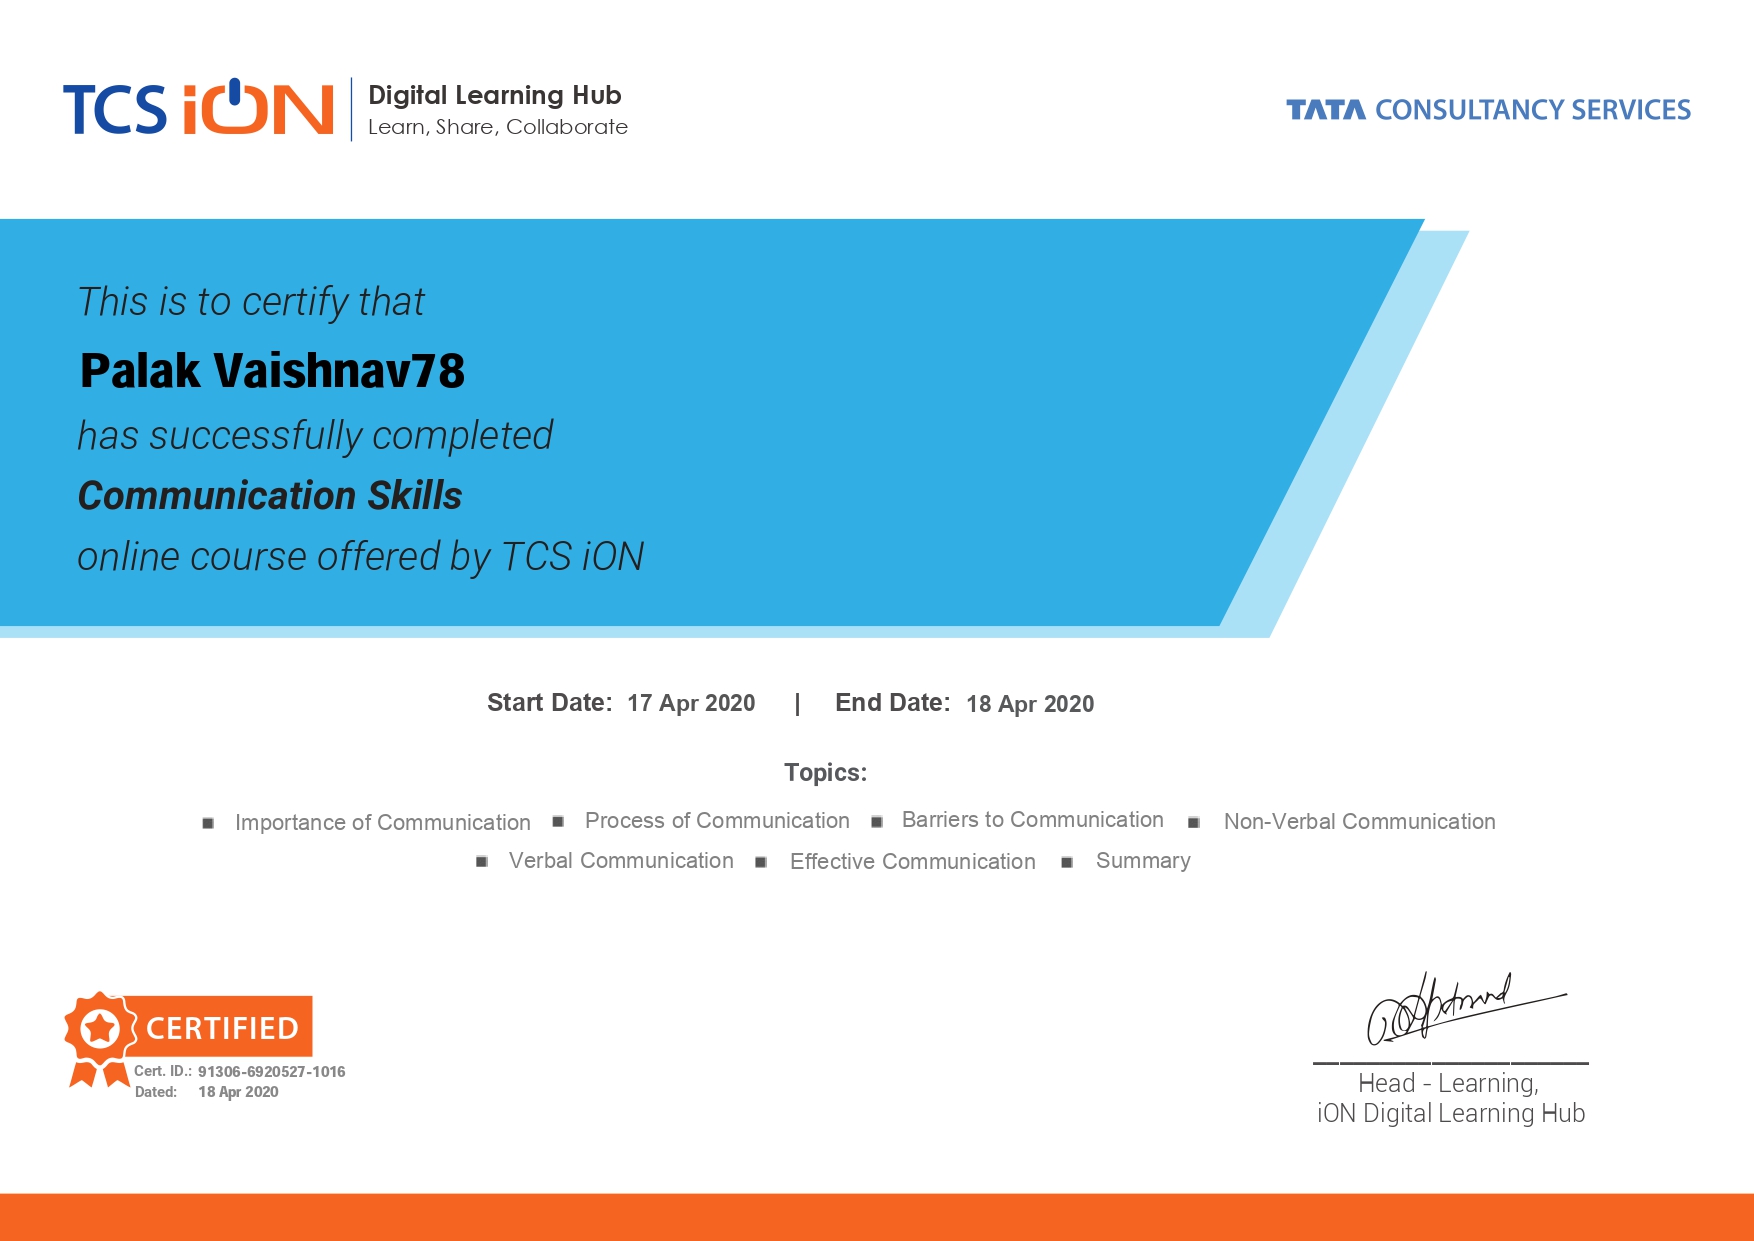 TCS iON
Digital Learning Hub
Learn, Share, Collaborate
TATA CONSULTANCY SERVICES
This is to certify that
Palak Vaishnav78
has successfully completed
Communication Skills
online course offered by TCS iON
Start Date: 17 Apr 2020 | End Date: 18 Apr 2020
Topics:
Importance of Communication Process of Communication Barriers to Communication Non-Verbal Communication
Verbal Communication Effective Communication Summary
CERTIFIED
Cert. ID.: 91306-6920527-1016
Dated: 18 Apr 2020
Head - Learning,
iON Digital Learning Hub